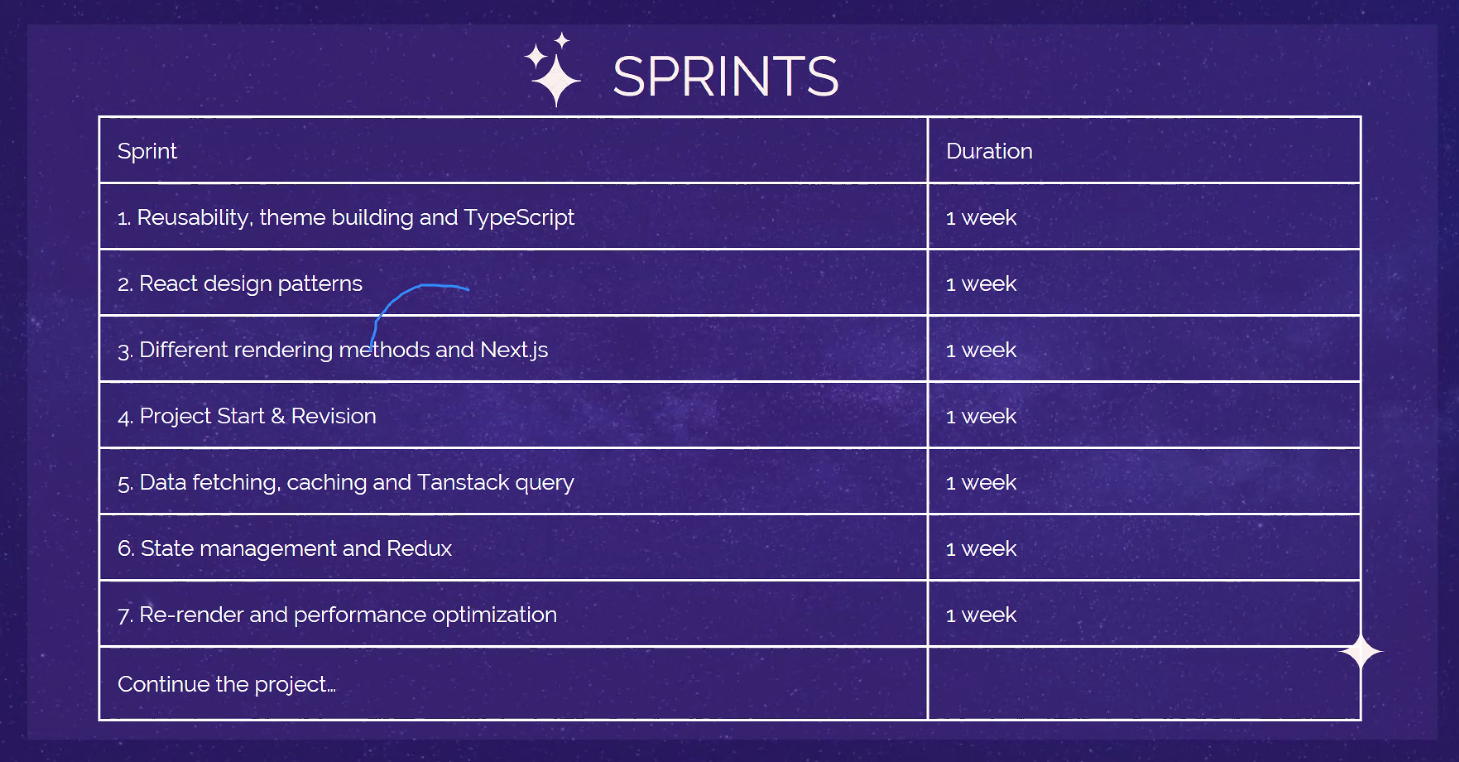 SPRINTS
Sprint Duration
1. Reusability, theme building and TypeScript 1 week
2. React design patterns 1 week
3. Different rendering methods and Next.js 1 week
4. Project Start & Revision 1 week
5. Data fetching, caching and Tanstack query 1 week
6. State management and Redux 1 week
7. Re-render and performance optimization 1 week
Continue the project...